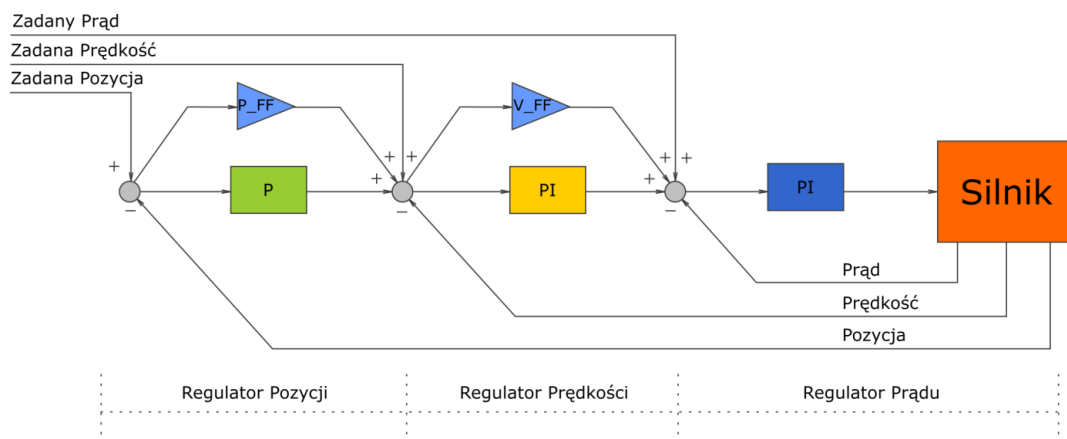 Zadany Prąd
Zadana Prędkość
Zadana Pozycja
P_FF
V_FF
+
+ +
+ +
+
+
P
PI
PI
Silnik
−
−
−
Prąd
Prędkość
Pozycja
Regulator Pozycji
Regulator Prędkości
Regulator Prądu